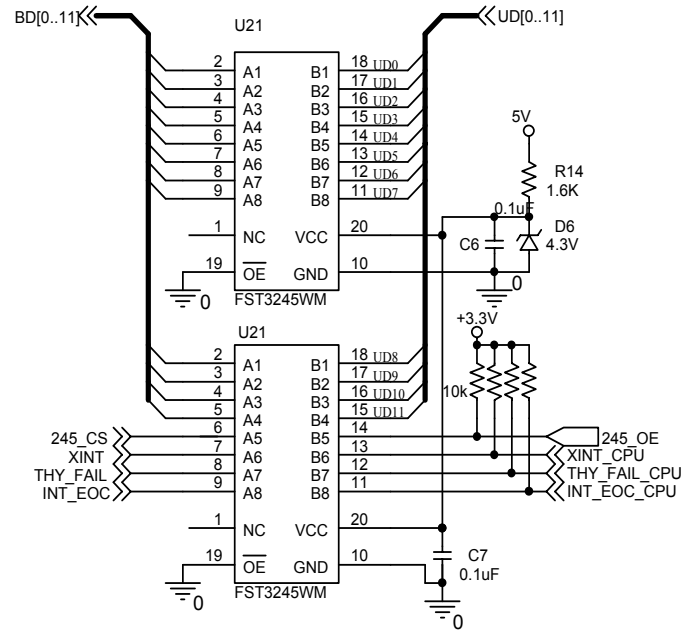 BD[0..11]
UD[0..11]
U21
2 A1 B1 18 UD0
3 A2 B2 17 UD1
4 A3 B3 16 UD2
5 A4 B4 15 UD3
6 A5 B5 14 UD4
7 A6 B6 13 UD5
8 A7 B7 12 UD6
9 A8 B8 11 UD7
1 NC VCC 20
19 OE GND 10
0
FST3245WM
5V
R14
1.6K
0.1uF
C6
D6
4.3V
0
U21
2 A1 B1 18 UD8
3 A2 B2 17 UD9
4 A3 B3 16 UD10
5 A4 B4 15 UD11
245_CS 6 A5 B5 14 245_OE
XINT 7 A6 B6 13 XINT_CPU
THY_FAIL 8 A7 B7 12 THY_FAIL_CPU
INT_EOC 9 A8 B8 11 INT_EOC_CPU
1 NC VCC 20
19 OE GND 10
0
FST3245WM
+3.3V
10k
C7
0.1uF
0